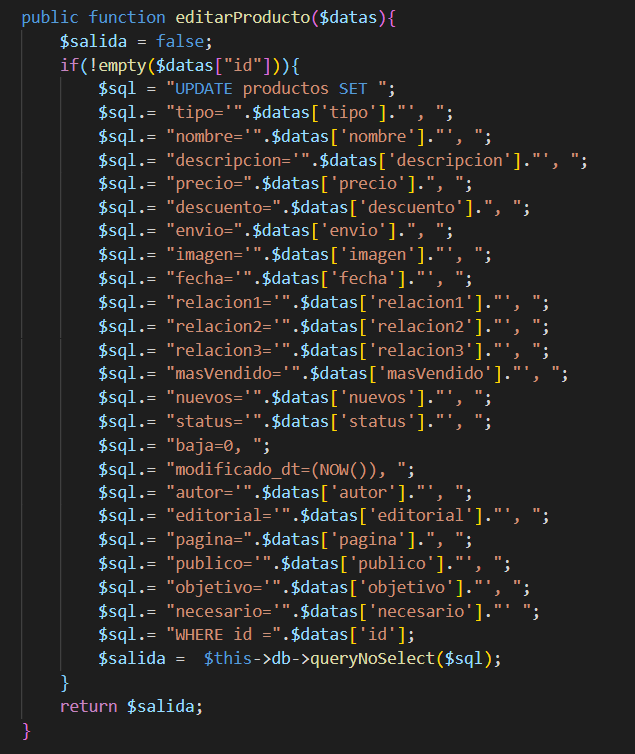 public function editarProducto($datas){
    $salida = false;
    if(!empty($datas["id"])){
        $sql = "UPDATE productos SET ";
        $sql.= "tipo='".$datas['tipo']."', ";
        $sql.= "nombre='".$datas['nombre']."', ";
        $sql.= "descripcion='".$datas['descripcion']."', ";
        $sql.= "precio=".$datas['precio'].", ";
        $sql.= "descuento=".$datas['descuento'].", ";
        $sql.= "envio=".$datas['envio'].", ";
        $sql.= "imagen='".$datas['imagen']."', ";
        $sql.= "fecha='".$datas['fecha']."', ";
        $sql.= "relacion1='".$datas['relacion1']."', ";
        $sql.= "relacion2='".$datas['relacion2']."', ";
        $sql.= "relacion3='".$datas['relacion3']."', ";
        $sql.= "masVendido='".$datas['masVendido']."', ";
        $sql.= "nuevos='".$datas['nuevos']."', ";
        $sql.= "status='".$datas['status']."', ";
        $sql.= "baja=0, ";
        $sql.= "modificado_dt=(NOW()), ";
        $sql.= "autor='".$datas['autor']."', ";
        $sql.= "editorial='".$datas['editorial']."', ";
        $sql.= "pagina=".$datas['pagina'].", ";
        $sql.= "publico='".$datas['publico']."', ";
        $sql.= "objetivo='".$datas['objetivo']."', ";
        $sql.= "necesario='".$datas['necesario']."' ";
        $sql.= "WHERE id =".$datas['id'];
        $salida =  $this->db->queryNoSelect($sql);
    }
    return $salida;
}